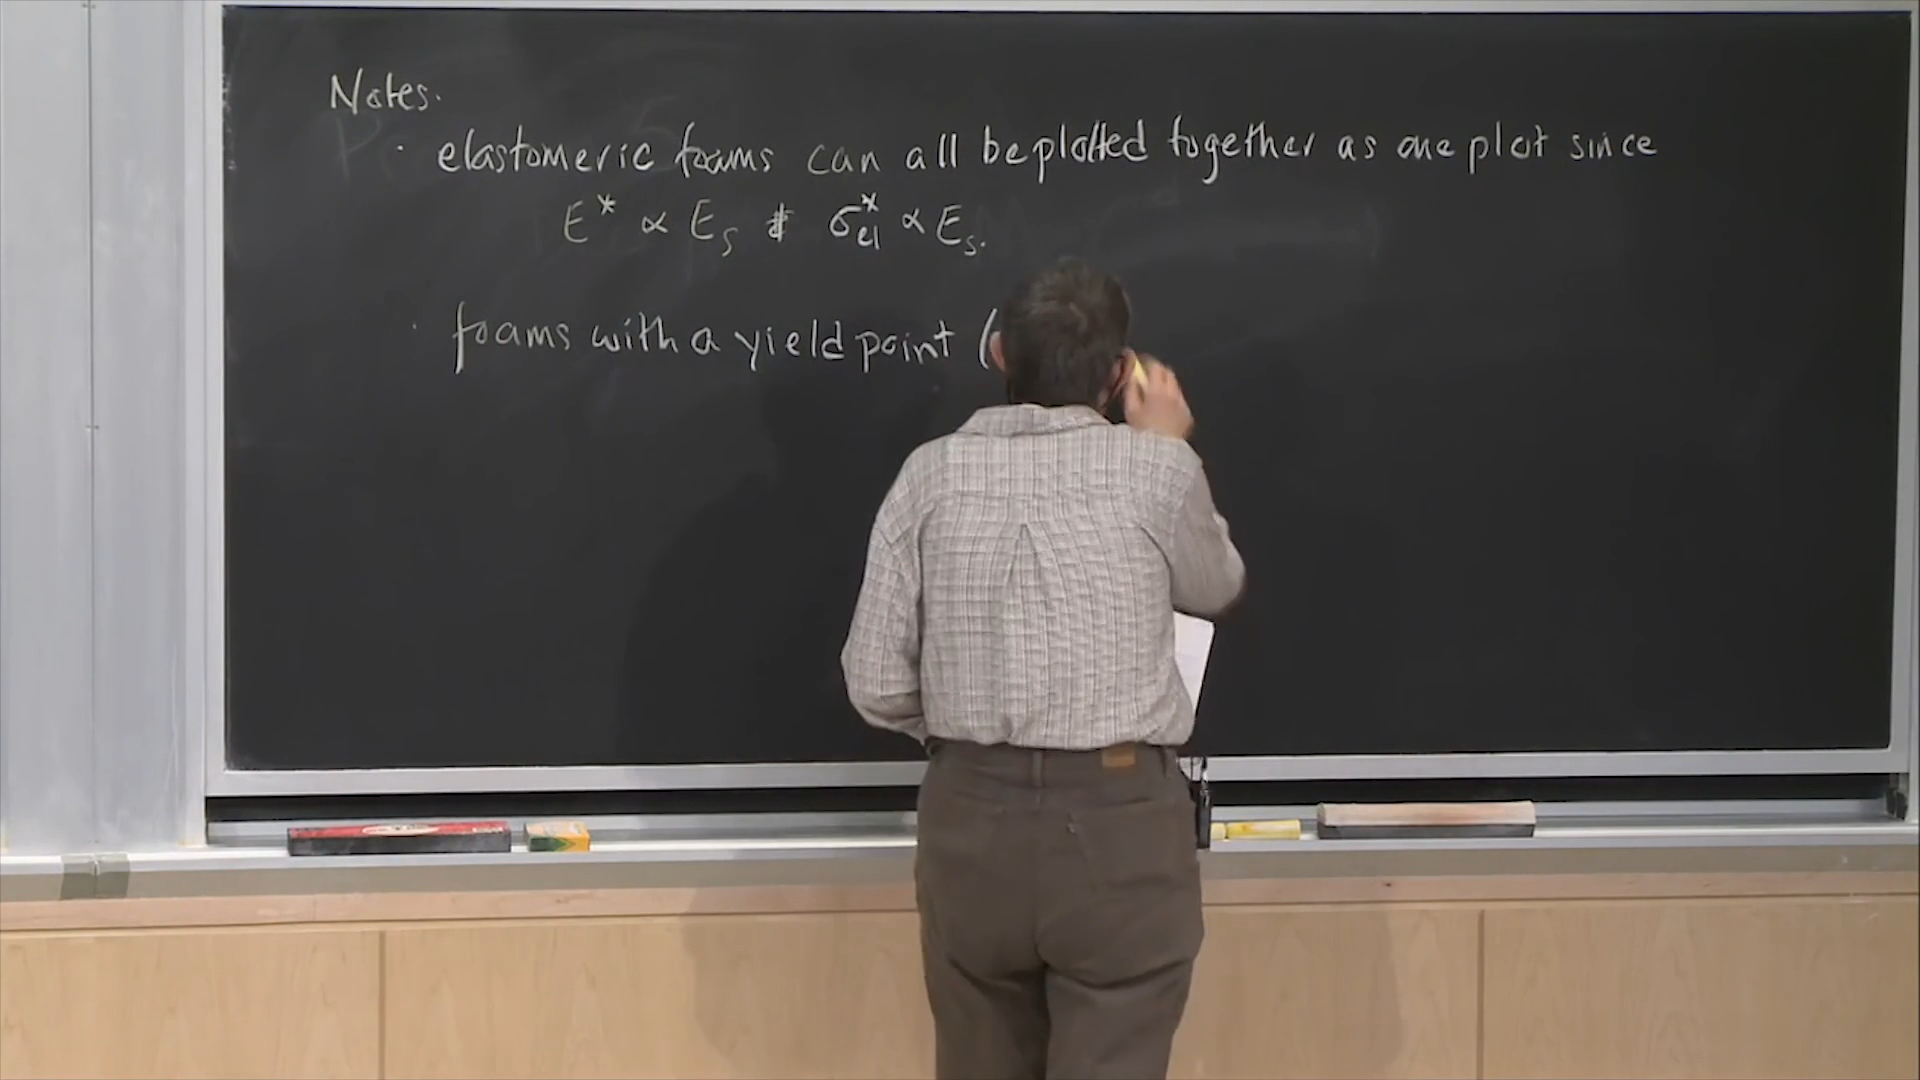 Notes.
· elastomeric foams can all be plotted together as one plot since
E* ∝ Es & σ*el ∝ Es.
· foams with a yield point (